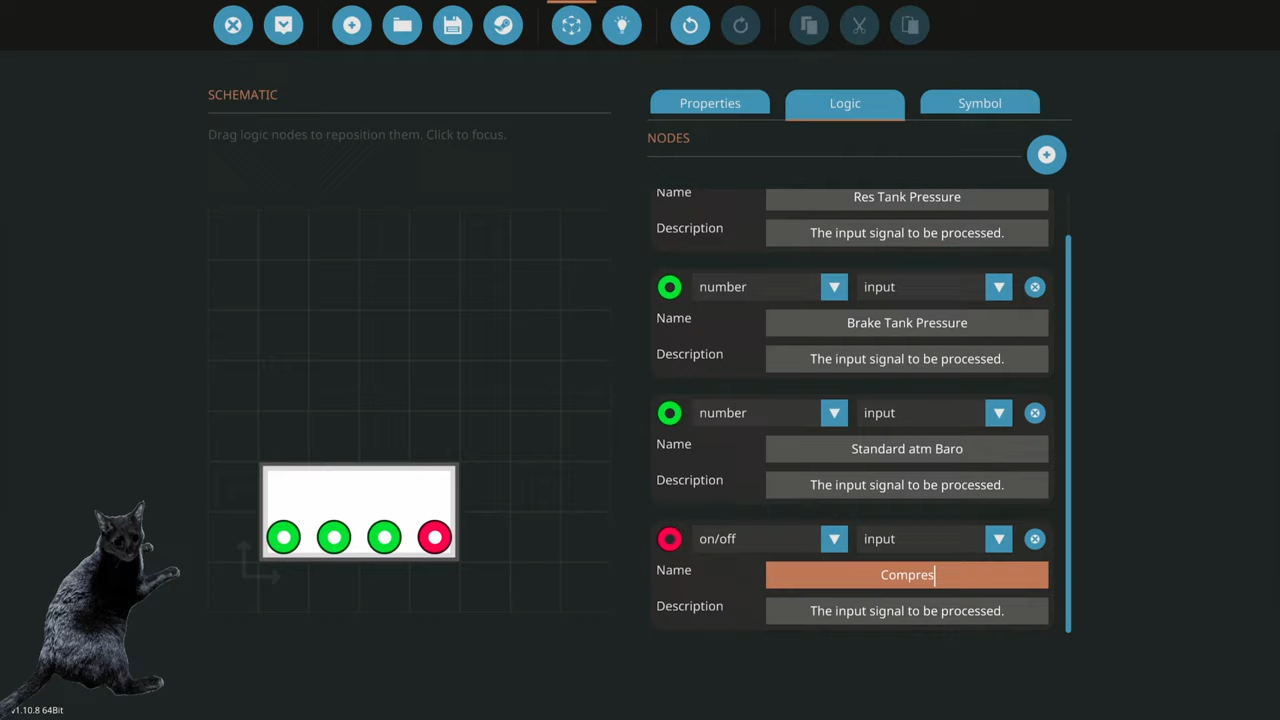 SCHEMATIC
Drag logic nodes to reposition them. Click to focus.
Properties
Logic
Symbol
NODES
Name
Res Tank Pressure
Description
The input signal to be processed.
number
input
Name
Brake Tank Pressure
Description
The input signal to be processed.
number
input
Name
Standard atm Baro
Description
The input signal to be processed.
on/off
input
Name
Compres
Description
The input signal to be processed.
v1.10.8 64Bit